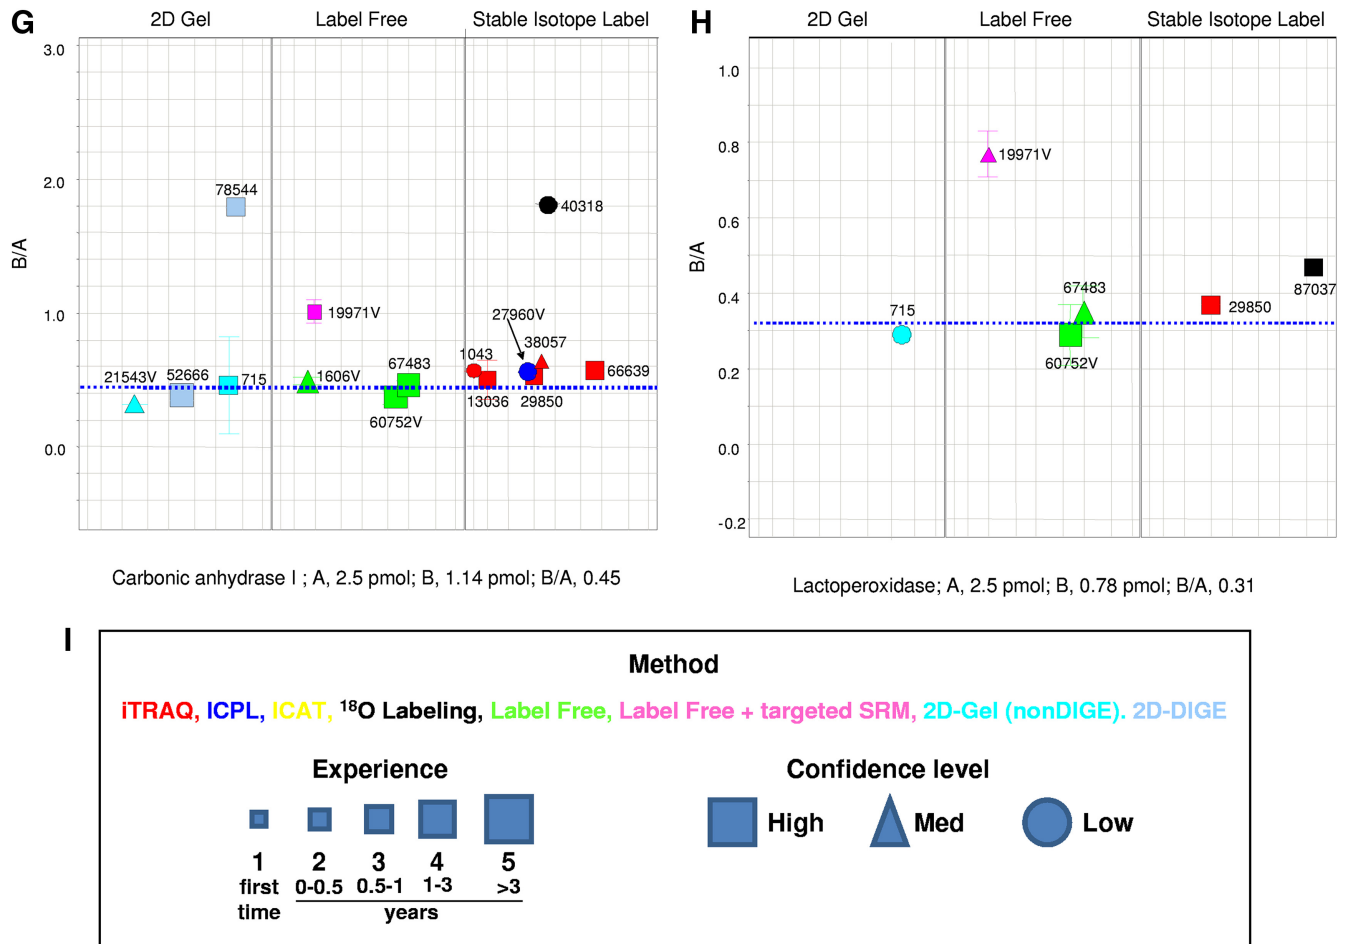 G
2D Gel
Label Free
Stable Isotope Label
3.0
2.0
1.0
0.0
B/A
78544
40318
19971V
27960V
38057
1043
67483
21543V
52666
715
1606V
66639
13036
29850
60752V
Carbonic anhydrase I ; A, 2.5 pmol; B, 1.14 pmol; B/A, 0.45
H
2D Gel
Label Free
Stable Isotope Label
1.0
0.8
0.6
0.4
0.2
0.0
-0.2
B/A
19971V
67483
87037
715
29850
60752V
Lactoperoxidase; A, 2.5 pmol; B, 0.78 pmol; B/A, 0.31
I
Method
iTRAQ, ICPL, ICAT, 18O Labeling, Label Free, Label Free + targeted SRM, 2D-Gel (nonDIGE). 2D-DIGE
Experience
1 2 3 4 5
first 0-0.5 0.5-1 1-3 >3
time years
Confidence level
High Med Low